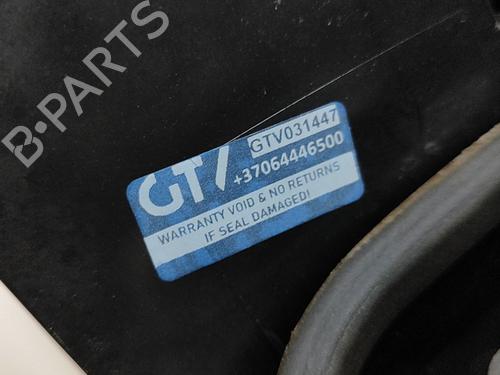 B-PARTS
GTV
GTV031447
+37064446500
WARRANTY VOID & NO RETURNS
IF SEAL DAMAGED!